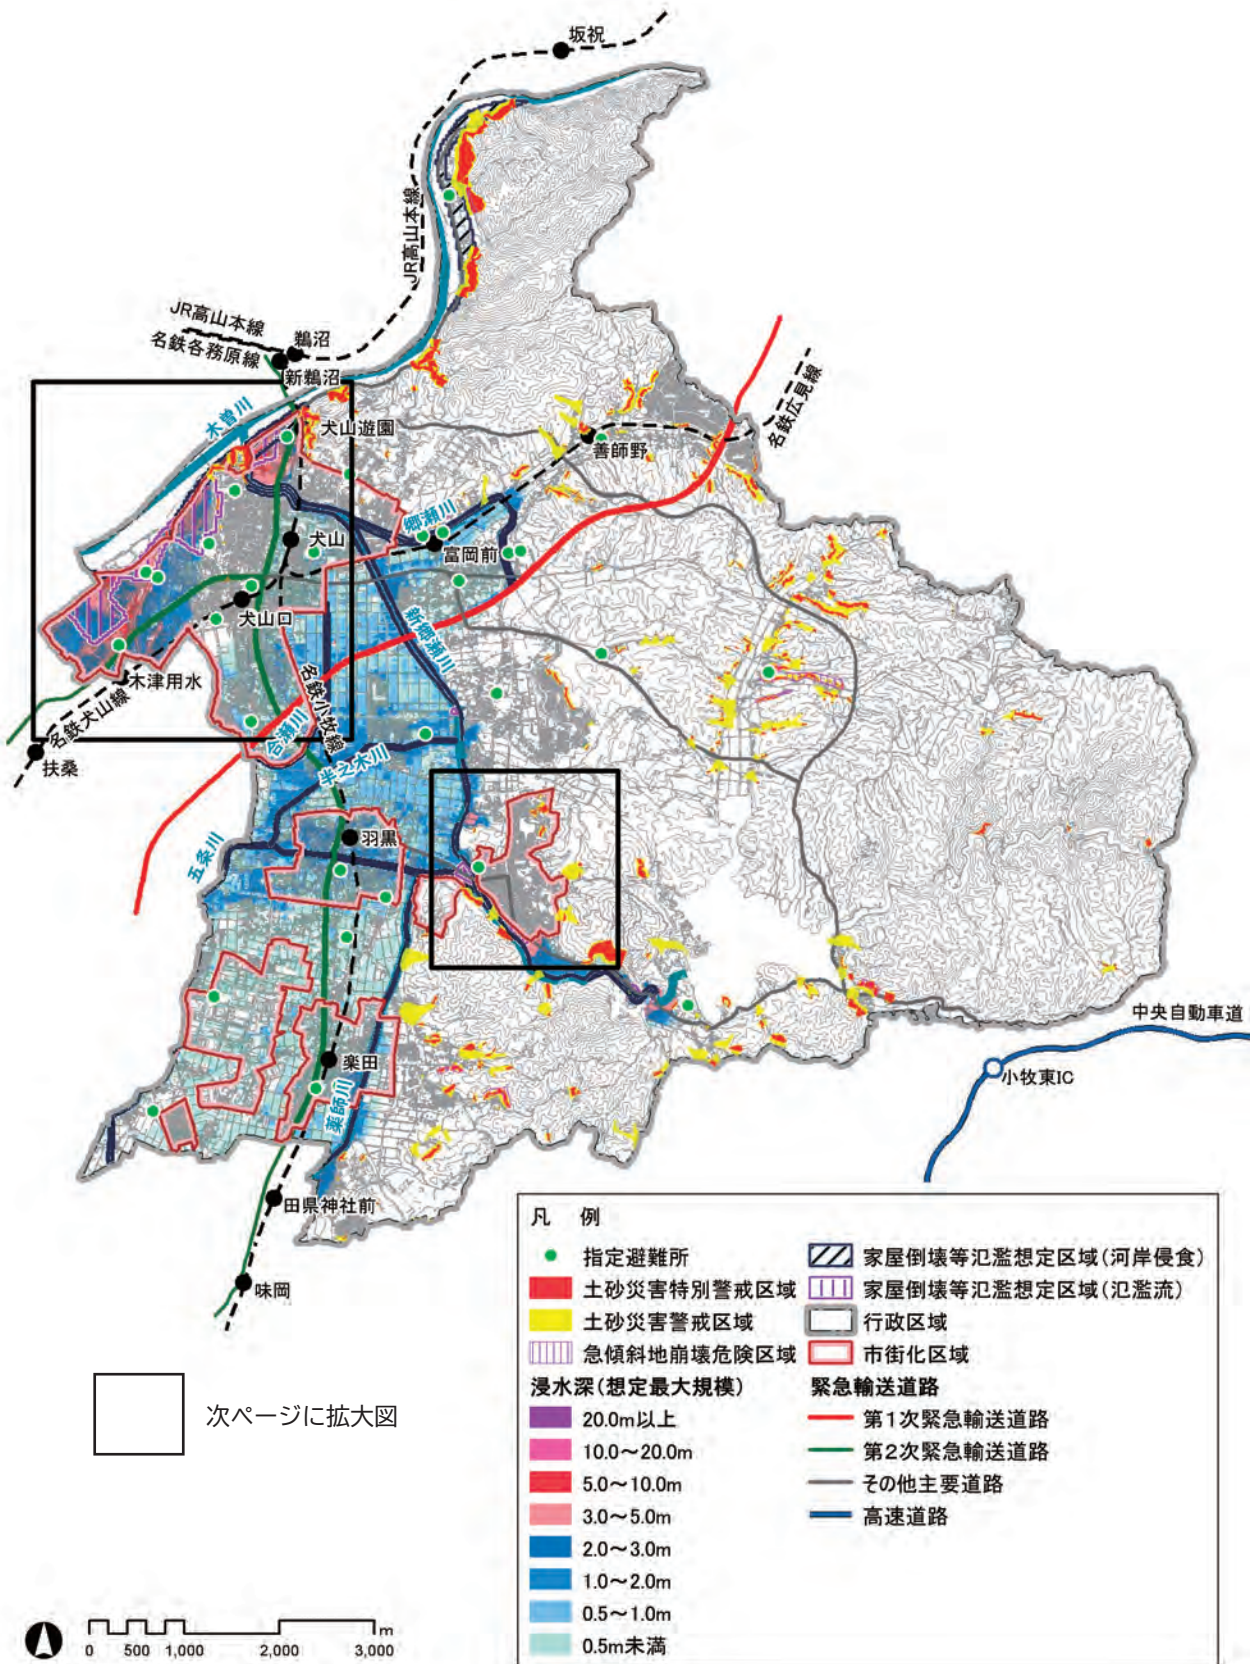 坂祝
JR高山本線
JR高山本線
名鉄各務原線
鵜沼
新鵜沼
木曽川
犬山遊園
善師野
名鉄広見線
郷瀬川
富岡前
犬山
犬山口
新郷瀬川
木津用水
名鉄犬山線
名鉄小牧線
合瀬川
扶桑
半之木川
羽黒
五条川
中央自動車道
小牧東IC
楽田
薬師川
田県神社前
味岡
次ページに拡大図
凡 例
指定避難所
土砂災害特別警戒区域
土砂災害警戒区域
急傾斜地崩壊危険区域
浸水深(想定最大規模)
20.0m以上
10.0～20.0m
5.0～10.0m
3.0～5.0m
2.0～3.0m
1.0～2.0m
0.5～1.0m
0.5m未満
家屋倒壊等氾濫想定区域(河岸侵食)
家屋倒壊等氾濫想定区域(氾濫流)
行政区域
市街化区域
緊急輸送道路
第1次緊急輸送道路
第2次緊急輸送道路
その他主要道路
高速道路
m
0 500 1,000 2,000 3,000